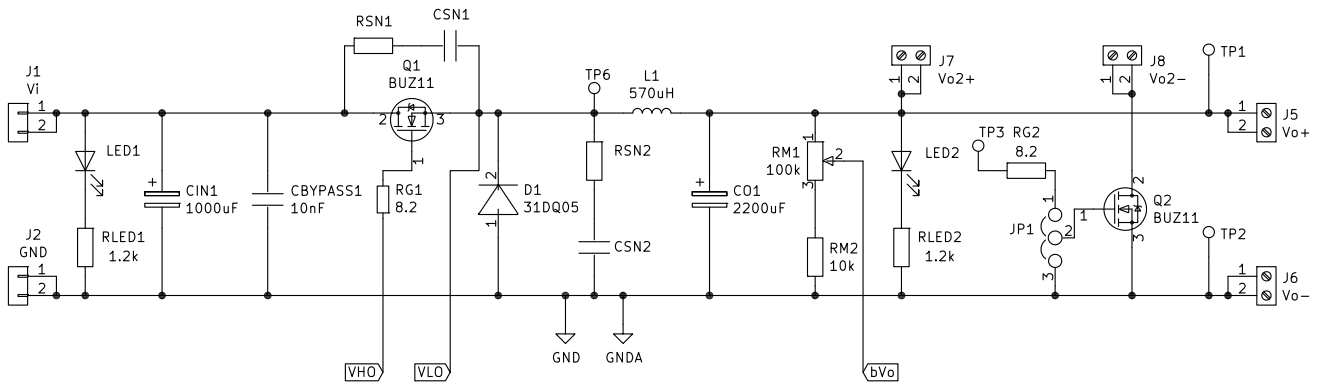 RSN1
CSN1
Q1
BUZ11
2
3
1
J1
Vi
1
2
LED1
RLED1
1.2k
CIN1
1000uF
+
CBYPASS1
10nF
RG1
8.2
D1
31DQ05
2
1
TP6
RSN2
CSN2
L1
570uH
+
CO1
2200uF
RM1
100k
1
2
3
RM2
10k
J7
Vo2+
1
2
LED2
RLED2
1.2k
J8
Vo2-
1
2
TP1
TP3
RG2
8.2
JP1
1
2
3
Q2
BUZ11
1
2
3
TP2
J5
Vo+
1
2
J2
GND
1
2
J6
Vo-
1
2
GND
GNDA
VHO
VLO
bVo